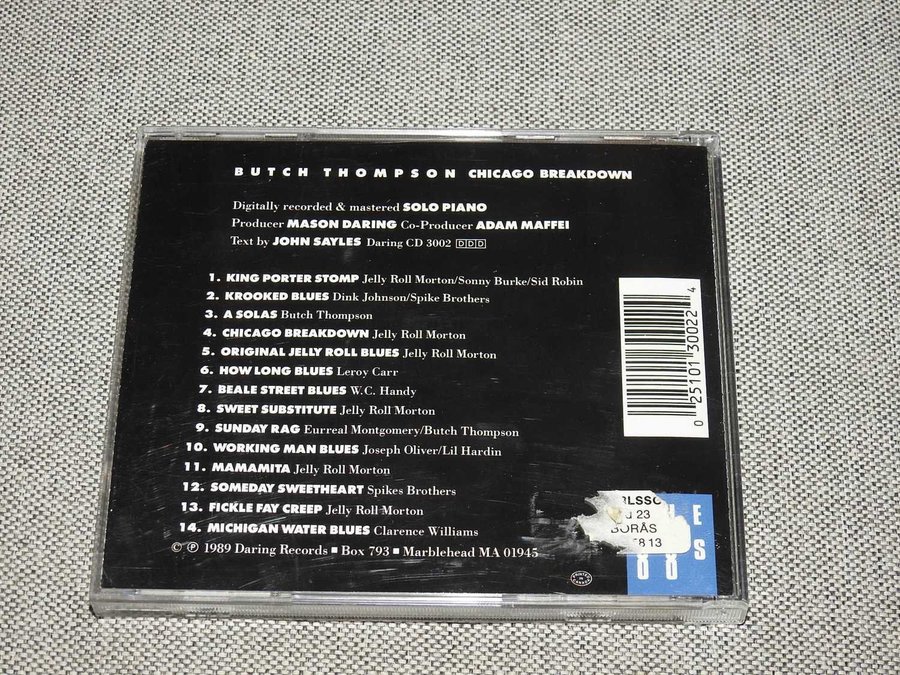 BUTCH THOMPSON CHICAGO BREAKDOWN
Digitally recorded & mastered SOLO PIANO
Producer MASON DARING Co-Producer ADAM MAFFEI
Text by JOHN SAYLES Daring CD 3002 DDD
1. KING PORTER STOMP Jelly Roll Morton/Sonny Burke/Sid Robin
2. KROOKED BLUES Dink Johnson/Spike Brothers
3. A SOLAS Butch Thompson
4. CHICAGO BREAKDOWN Jelly Roll Morton
5. ORIGINAL JELLY ROLL BLUES Jelly Roll Morton
6. HOW LONG BLUES Leroy Carr
7. BEALE STREET BLUES W.C. Handy
8. SWEET SUBSTITUTE Jelly Roll Morton
9. SUNDAY RAG Eurreal Montgomery/Butch Thompson
10. WORKING MAN BLUES Joseph Oliver/Lil Hardin
11. MAMAMITA Jelly Roll Morton
12. SOMEDAY SWEETHEART Spikes Brothers
13. FICKLE FAY CREEP Jelly Roll Morton
14. MICHIGAN WATER BLUES Clarence Williams
© ℗ 1989 Daring Records ■ Box 793 ■ Marblehead MA 01945
0 25101 30022 4
23
BORÅS
13